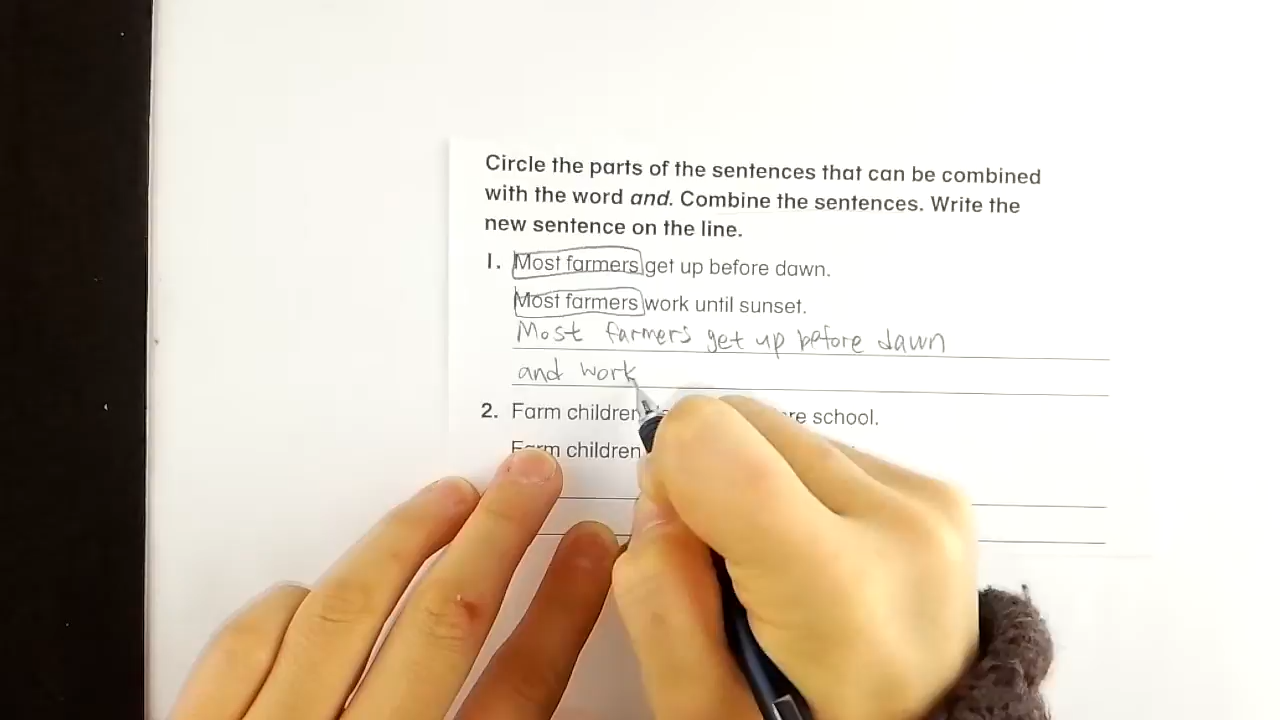 Circle the parts of the sentences that can be combined
with the word and. Combine the sentences. Write the
new sentence on the line.
1. Most farmers get up before dawn.
Most farmers work until sunset.
Most farmers get up before dawn
and work
2. Farm children school.
Farm children